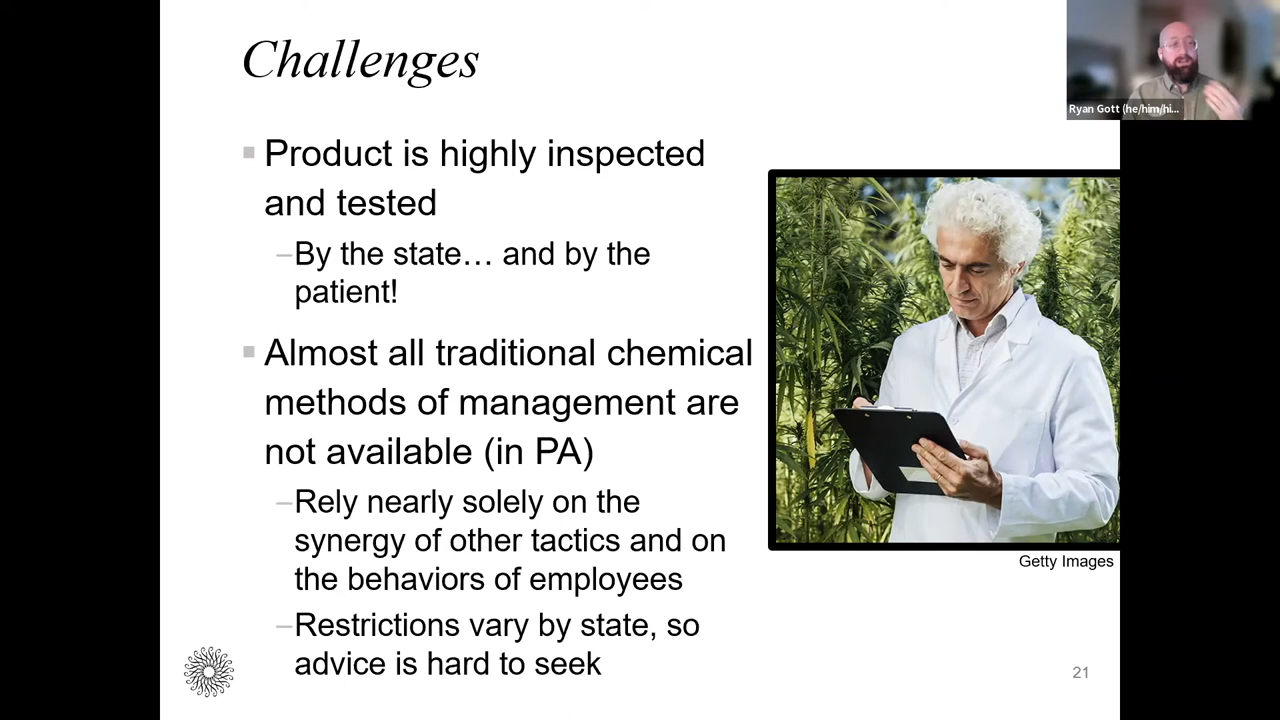 Challenges
Ryan Gott (he/him/hi...
Product is highly inspected
and tested
–By the state… and by the
patient!
Almost all traditional chemical
methods of management are
not available (in PA)
–Rely nearly solely on the
synergy of other tactics and on
the behaviors of employees
–Restrictions vary by state, so
advice is hard to seek
Getty Images
21